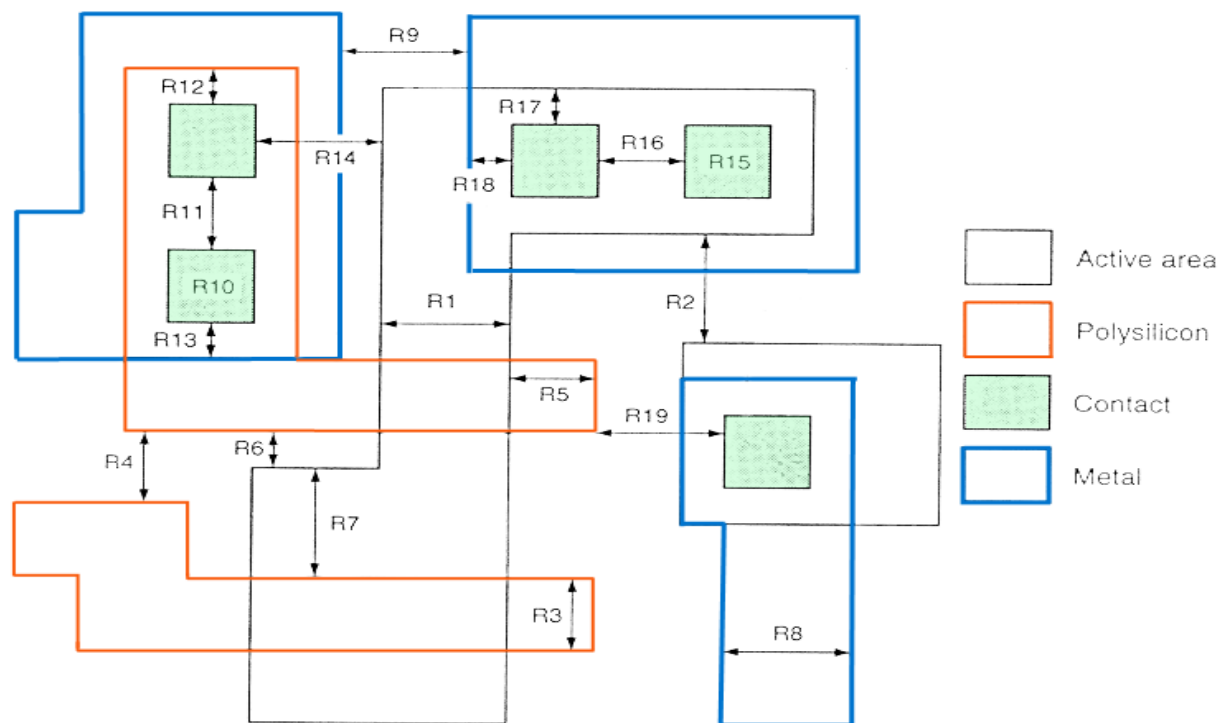 R9
R12
R17
R14
R16
R15
R18
R11
R10
R1
R2
R13
R5
R19
R6
R4
R7
R3
R8
Active area
Polysilicon
Contact
Metal